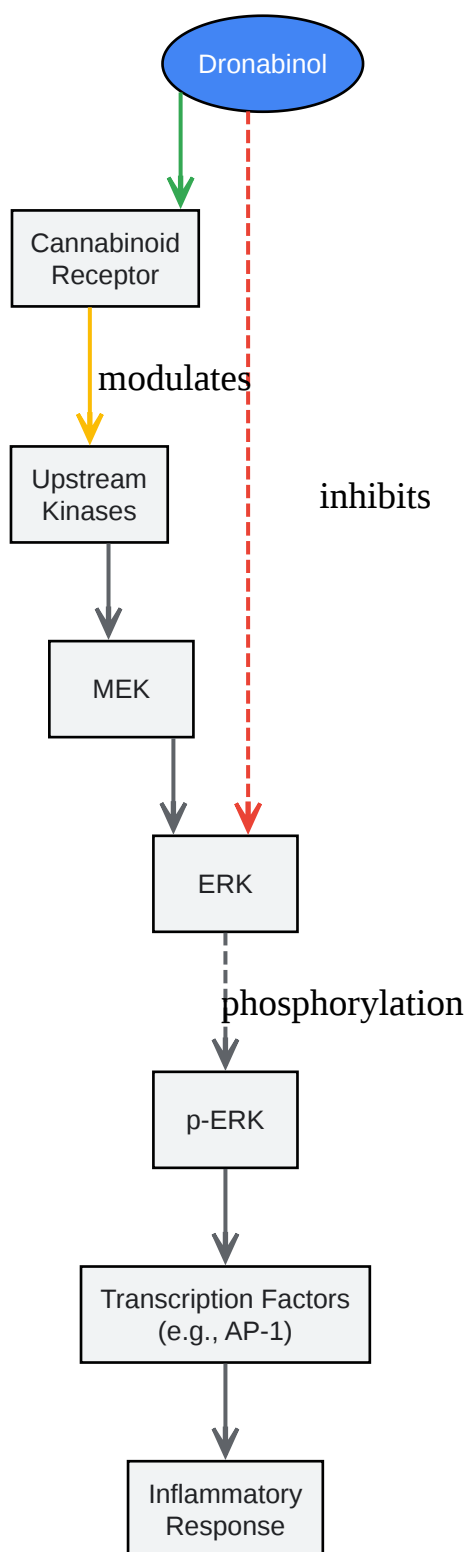 Dronabinol
Cannabinoid
Receptor
modulates
Upstream
Kinases
inhibits
MEK
ERK
phosphorylation
p-ERK
Transcription Factors
(e.g., AP-1)
Inflammatory
Response